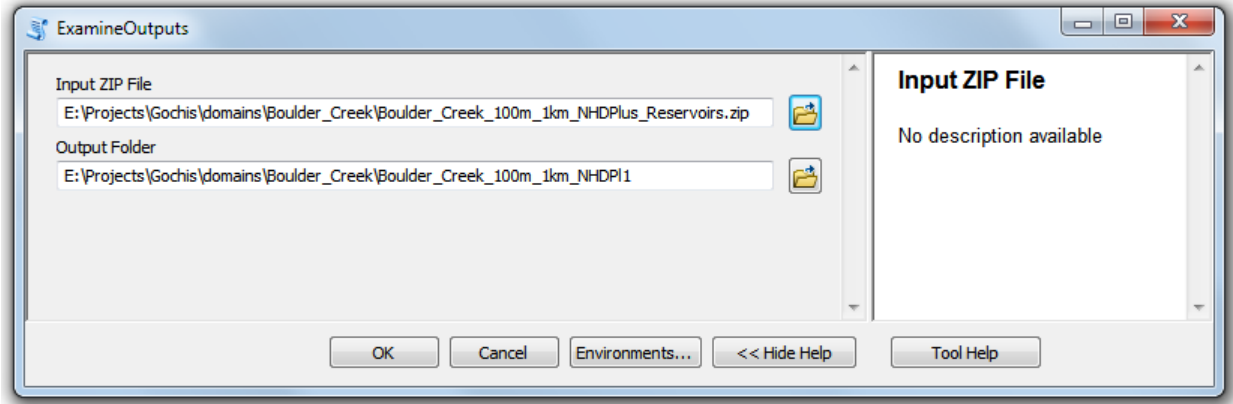 ExamineOutputs
Input ZIP File
E:\Projects\Gochis\domains\Boulder_Creek\Boulder_Creek_100m_1km_NHDPlus_Reservoirs.zip
Output Folder
E:\Projects\Gochis\domains\Boulder_Creek\Boulder_Creek_100m_1km_NHDPl1
Input ZIP File
No description available
OK
Cancel
Environments...
<< Hide Help
Tool Help